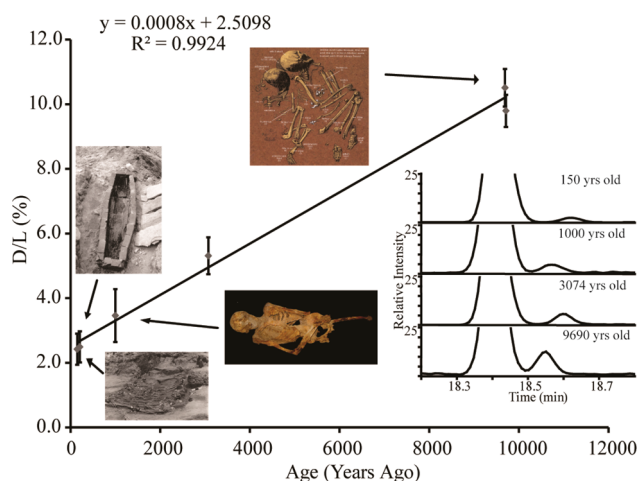 y = 0.0008x + 2.5098
R² = 0.9924
12.0
10.0
8.0
6.0
4.0
2.0
0.0
D/L (%)
0
2000
4000
6000
8000
10000
12000
Age (Years Ago)
25
150 yrs old
25
1000 yrs old
25
3074 yrs old
25
9690 yrs old
Relative Intensity
18.3
18.5
18.7
Time (min)